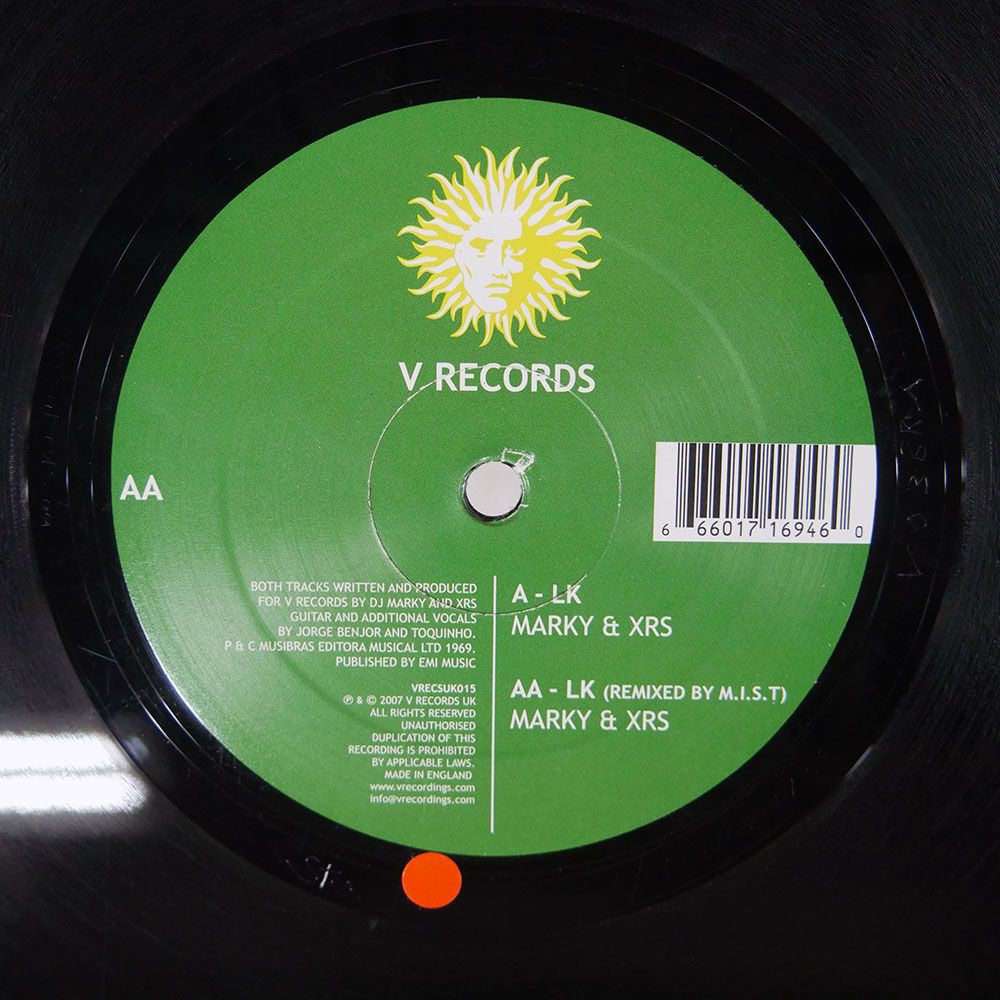 V RECORDS
AA
6 66017 16946 0
BOTH TRACKS WRITTEN AND PRODUCED
FOR V RECORDS BY DJ MARKY AND XRS
GUITAR AND ADDITIONAL VOCALS
BY JORGE BENJOR AND TOQUINHO.
P & C MUSIBRAS EDITORA MUSICAL LTD 1969.
PUBLISHED BY EMI MUSIC
VRECSUK015
℗ & © 2007 V RECORDS UK
ALL RIGHTS RESERVED
UNAUTHORISED
DUPLICATION OF THIS
RECORDING IS PROHIBITED
BY APPLICABLE LAWS.
MADE IN ENGLAND
www.vrecordings.com
info@vrecordings.com
A - LK
MARKY & XRS
AA - LK (REMIXED BY M.I.S.T)
MARKY & XRS